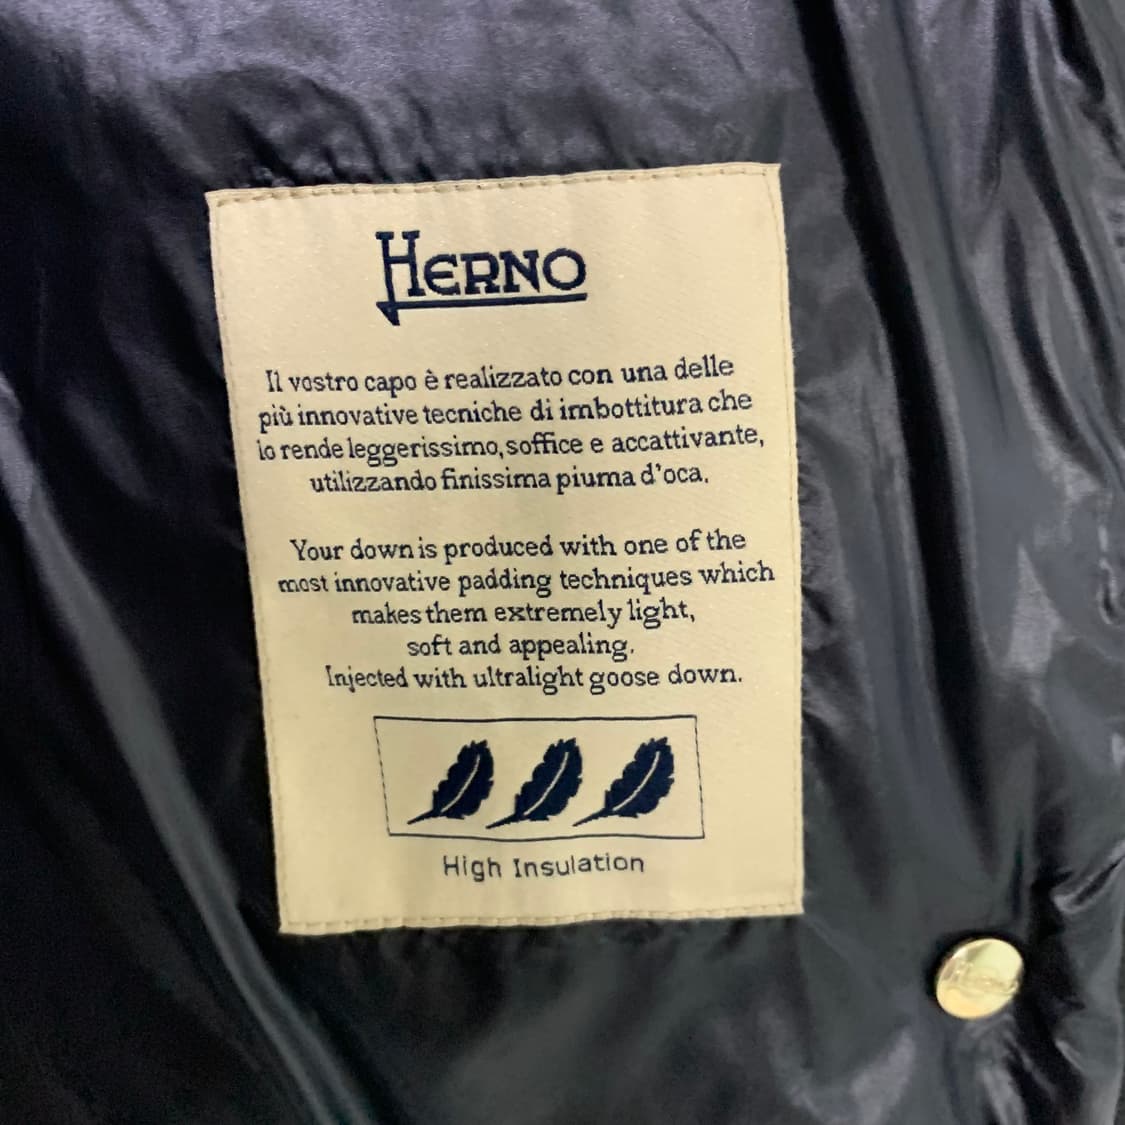 HERNO
Il vostro capo è realizzato con una delle
più innovative tecniche di imbottitura che
lo rende leggerissimo, soffice e accattivante,
utilizzando finissima piuma d'oca.
Your down is produced with one of the
most innovative padding techniques which
makes them extremely light,
soft and appealing.
Injected with ultralight goose down.
High Insulation